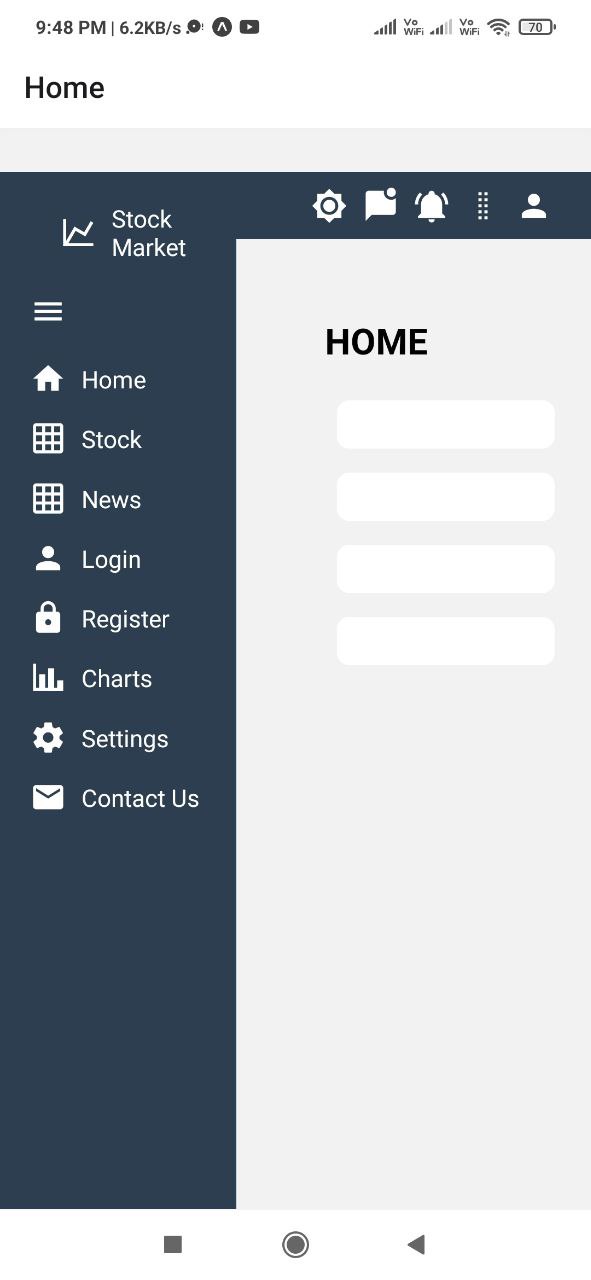 9:48 PM | 6.2KB/s
Vo
WiFi
Vo
WiFi
70
Home
Stock
Market
HOME
Home
Stock
News
Login
Register
Charts
Settings
Contact Us